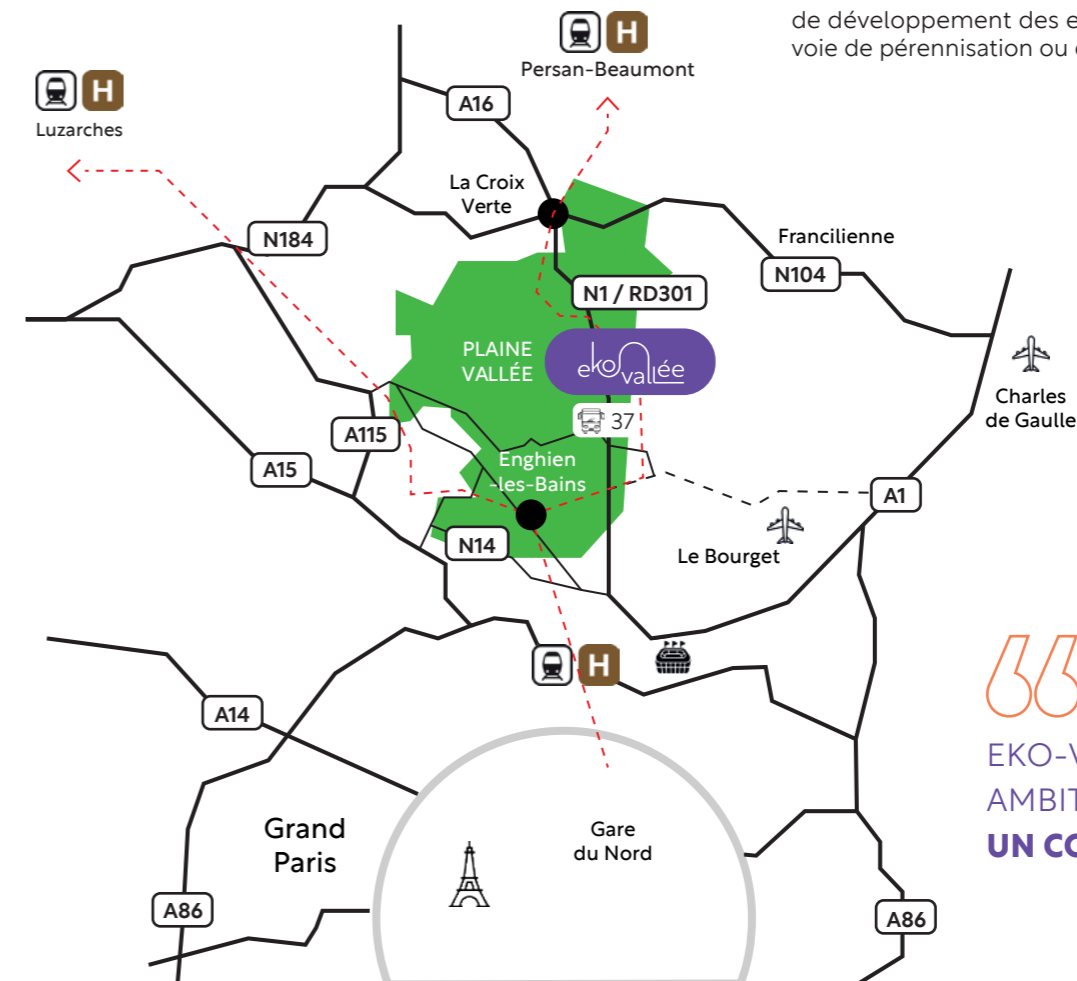 de développement des e
voie de pérennisation ou
H
Persan-Beaumont
H
Luzarches
A16
La Croix
Verte
N184
Francilienne
N104
N1 / RD301
PLAINE
VALLÉE
eko vallée
Charles
de Gaulle
37
A115
A15
Enghien
-les-Bains
A1
N14
Le Bourget
H
A14
Grand
Paris
Gare
du Nord
A86
A86
EKO-V
AMBIT
UN CO